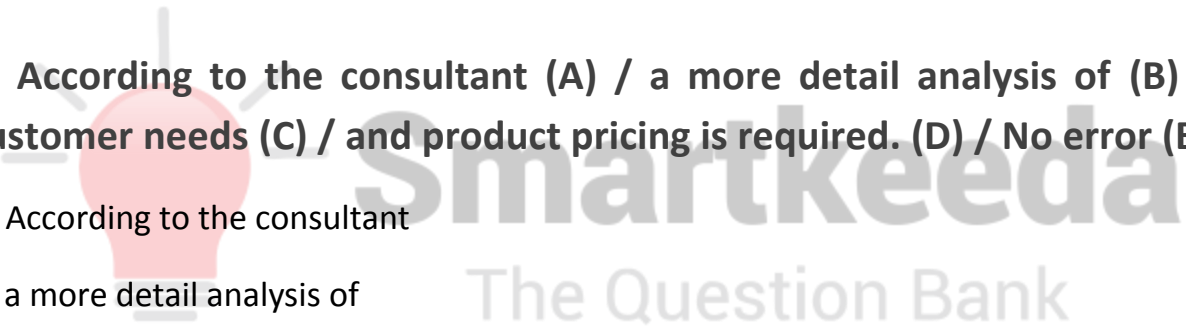 According to the consultant (A) / a more detail analysis of (B)
ustomer needs (C) / and product pricing is required. (D) / No error (E
Smartkeeda
According to the consultant
The Question Bank
a more detail analysis of